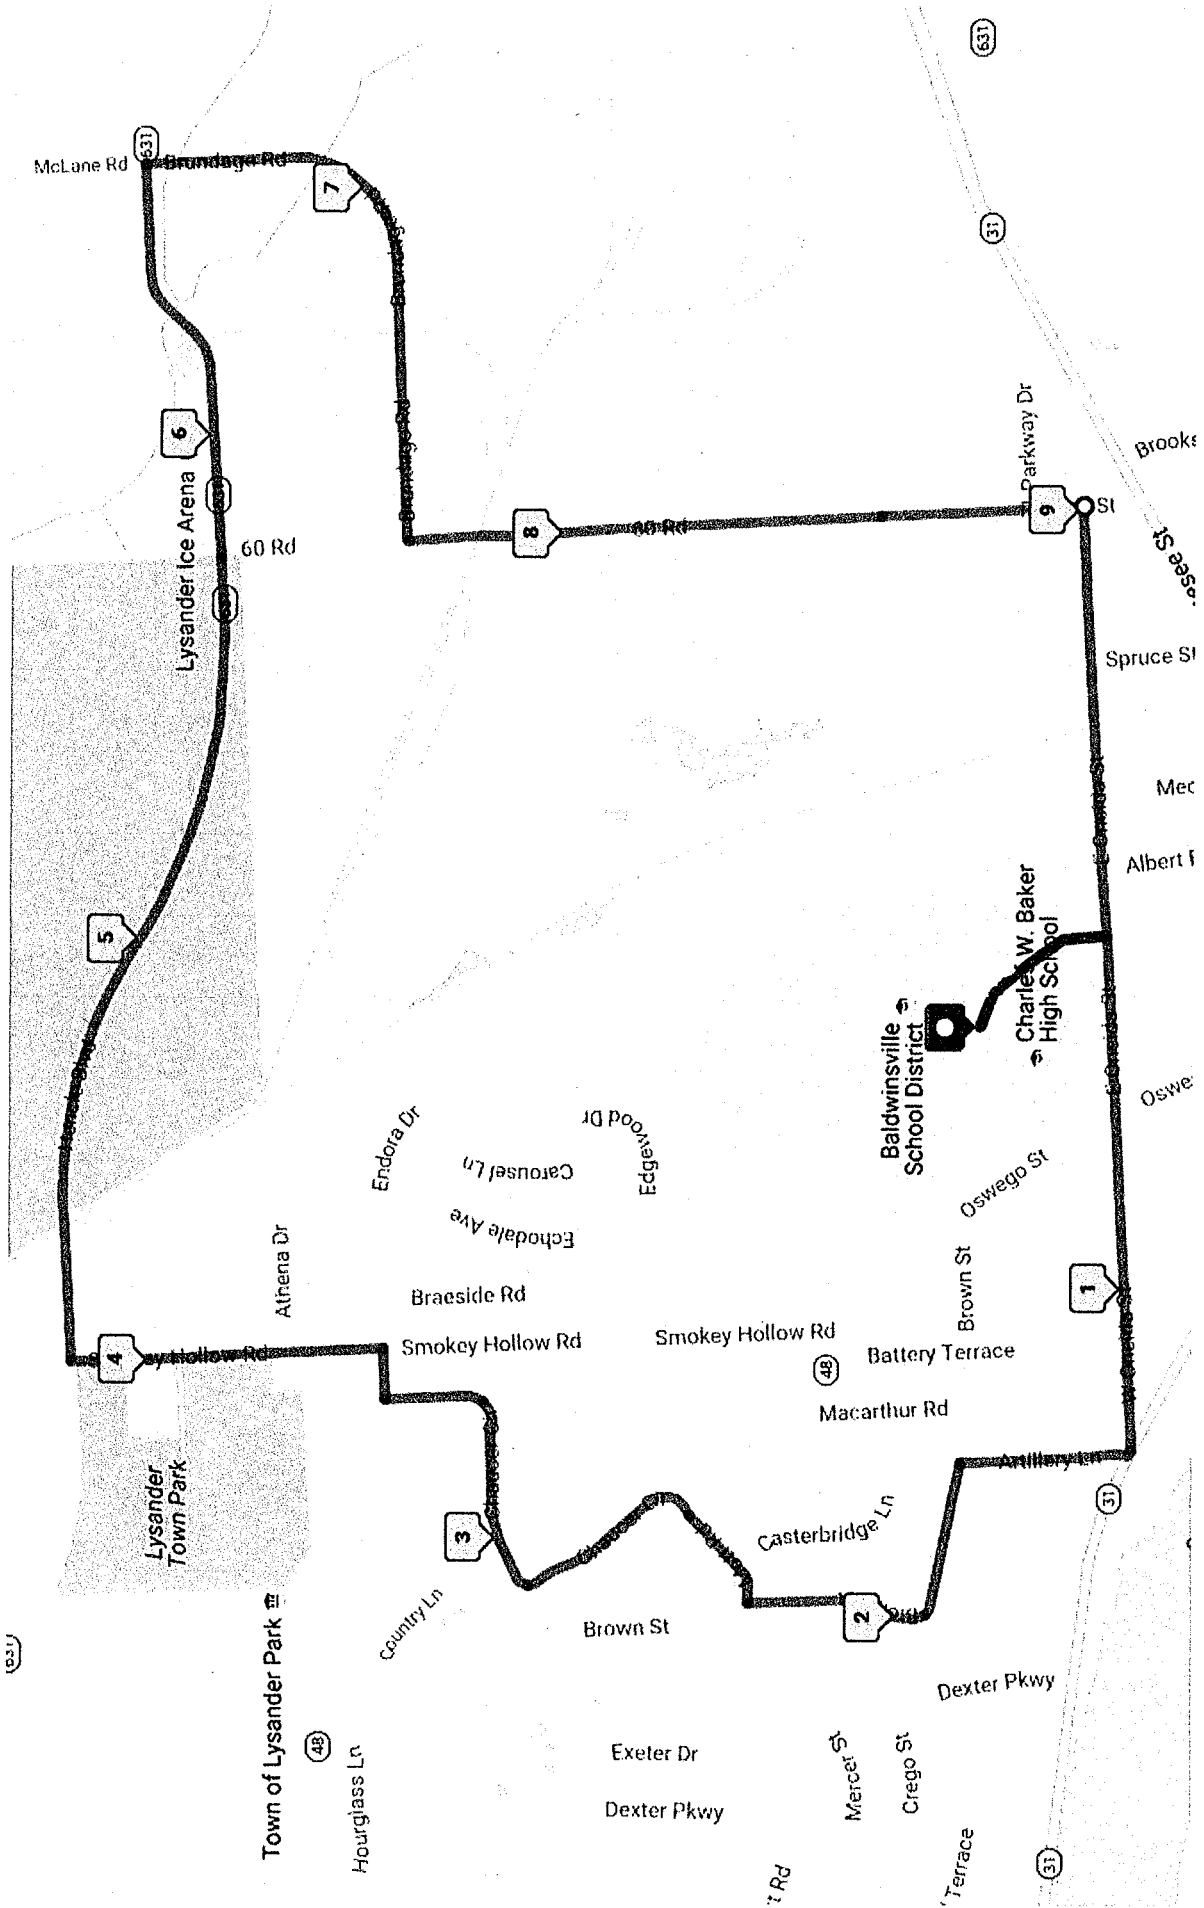 McLane Rd
631
Brundage Rd
7
631
31
6
Lysander Ice Arena
60 Rd
8
60 Rd
Parkway Dr
9
St
Spruce St
5
Baldwinsville
School District
Charles W. Baker
High School
Endora Dr
Carousel Ln
Edgewood Dr
Echodale Ave
Oswego St
Athena Dr
Braeside Rd
Brown St
1
4
Smokey Hollow Rd
Smokey Hollow Rd
48
Battery Terrace
Macarthur Rd
Artillery Ln
31
Lysander
Town Park
3
Casterbridge Ln
2
Country Ln
Brown St
Town of Lysander Park
631
48
Hourglass Ln
Dexter Pkwy
Exeter Dr
Dexter Pkwy
Mercer St
Crego St
Terrace
31